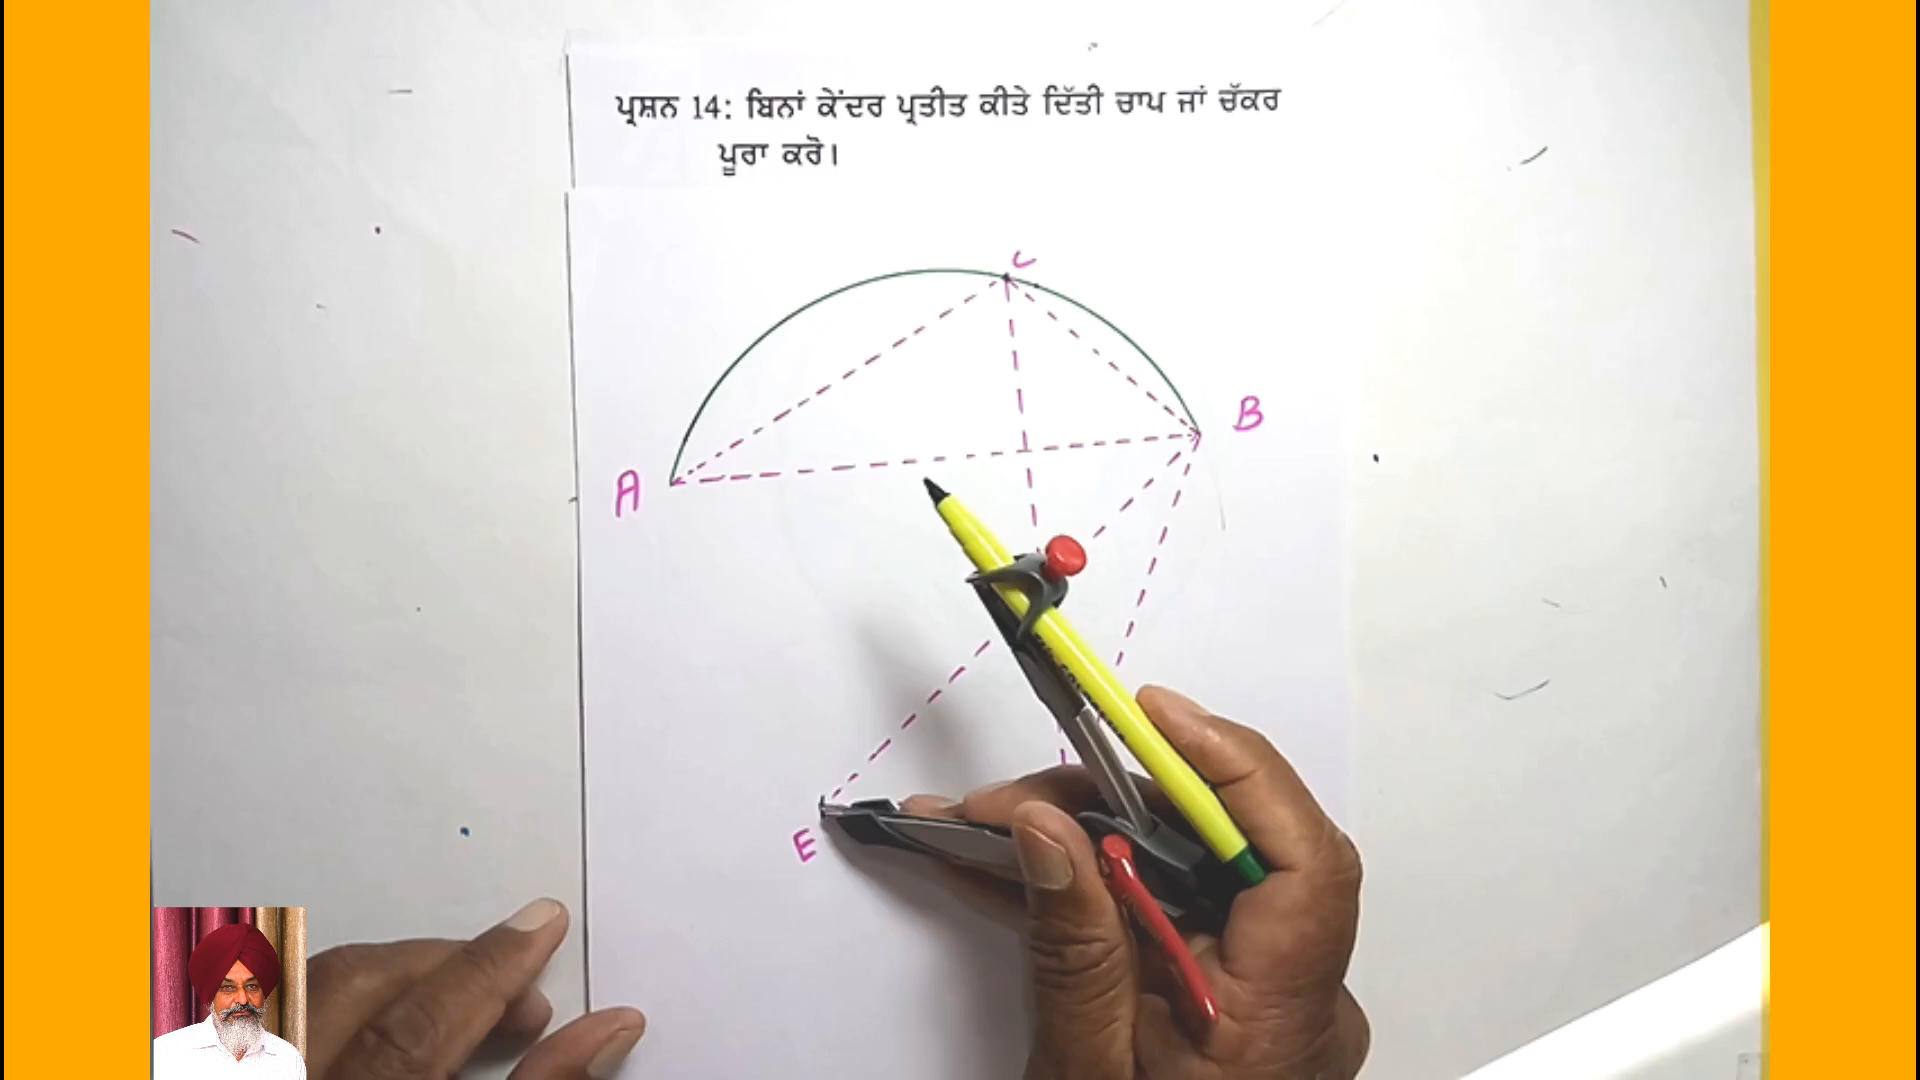 ਪ੍ਰਸ਼ਨ 14: ਬਿਨਾਂ ਕੇਂਦਰ ਪ੍ਰਤੀਤ ਕੀਤੇ ਦਿੱਤੀ ਚਾਪ ਜਾਂ ਚੱਕਰ
ਪੂਰਾ ਕਰੋ।
C
B
A
E